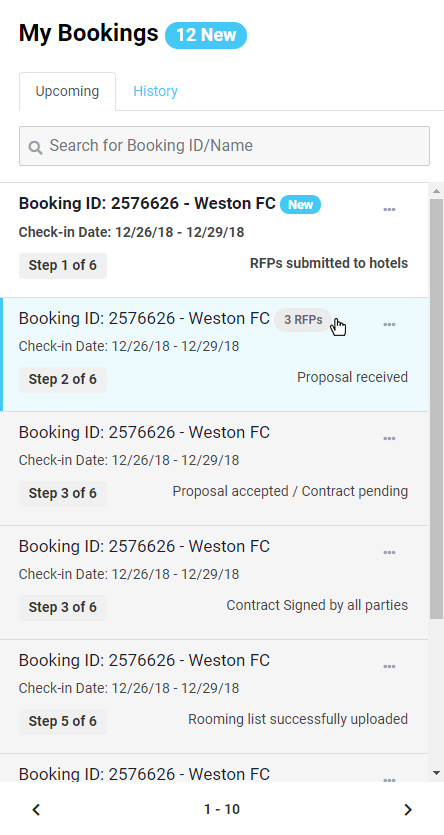 My Bookings 12 New
Upcoming History
Search for Booking ID/Name
Booking ID: 2576626 - Weston FC New
Check-in Date: 12/26/18 - 12/29/18
Step 1 of 6 RFPs submitted to hotels
Booking ID: 2576626 - Weston FC 3 RFPs
Check-in Date: 12/26/18 - 12/29/18
Step 2 of 6 Proposal received
Booking ID: 2576626 - Weston FC
Check-in Date: 12/26/18 - 12/29/18
Step 3 of 6 Proposal accepted / Contract pending
Booking ID: 2576626 - Weston FC
Check-in Date: 12/26/18 - 12/29/18
Step 3 of 6 Contract Signed by all parties
Booking ID: 2576626 - Weston FC
Check-in Date: 12/26/18 - 12/29/18
Step 5 of 6 Rooming list successfully uploaded
Booking ID: 2576626 - Weston FC
1 - 10